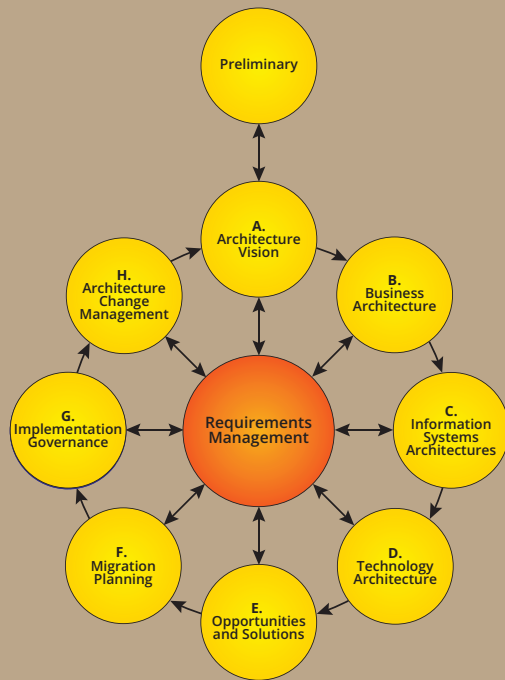 Preliminary
A.
Architecture
Vision
B.
Business
Architecture
C.
Information
Systems
Architectures
D.
Technology
Architecture
E.
Opportunities
and Solutions
F.
Migration
Planning
G.
Implementation
Governance
H.
Architecture
Change
Management
Requirements
Management